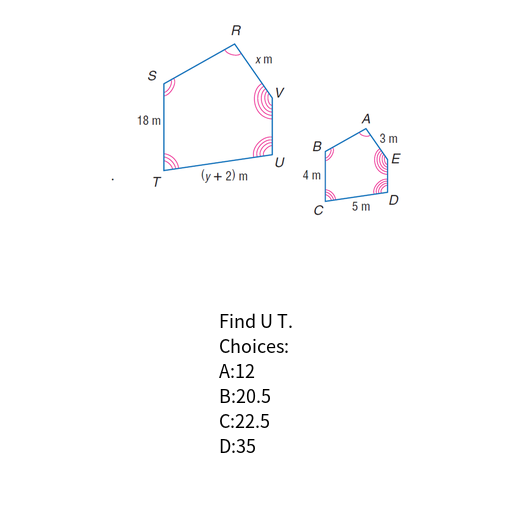 R
x m
S
V
18 m
A
3 m
B
E
U
T
(y + 2) m
4 m
D
C
5 m
Find U T.
Choices:
A:12
B:20.5
C:22.5
D:35